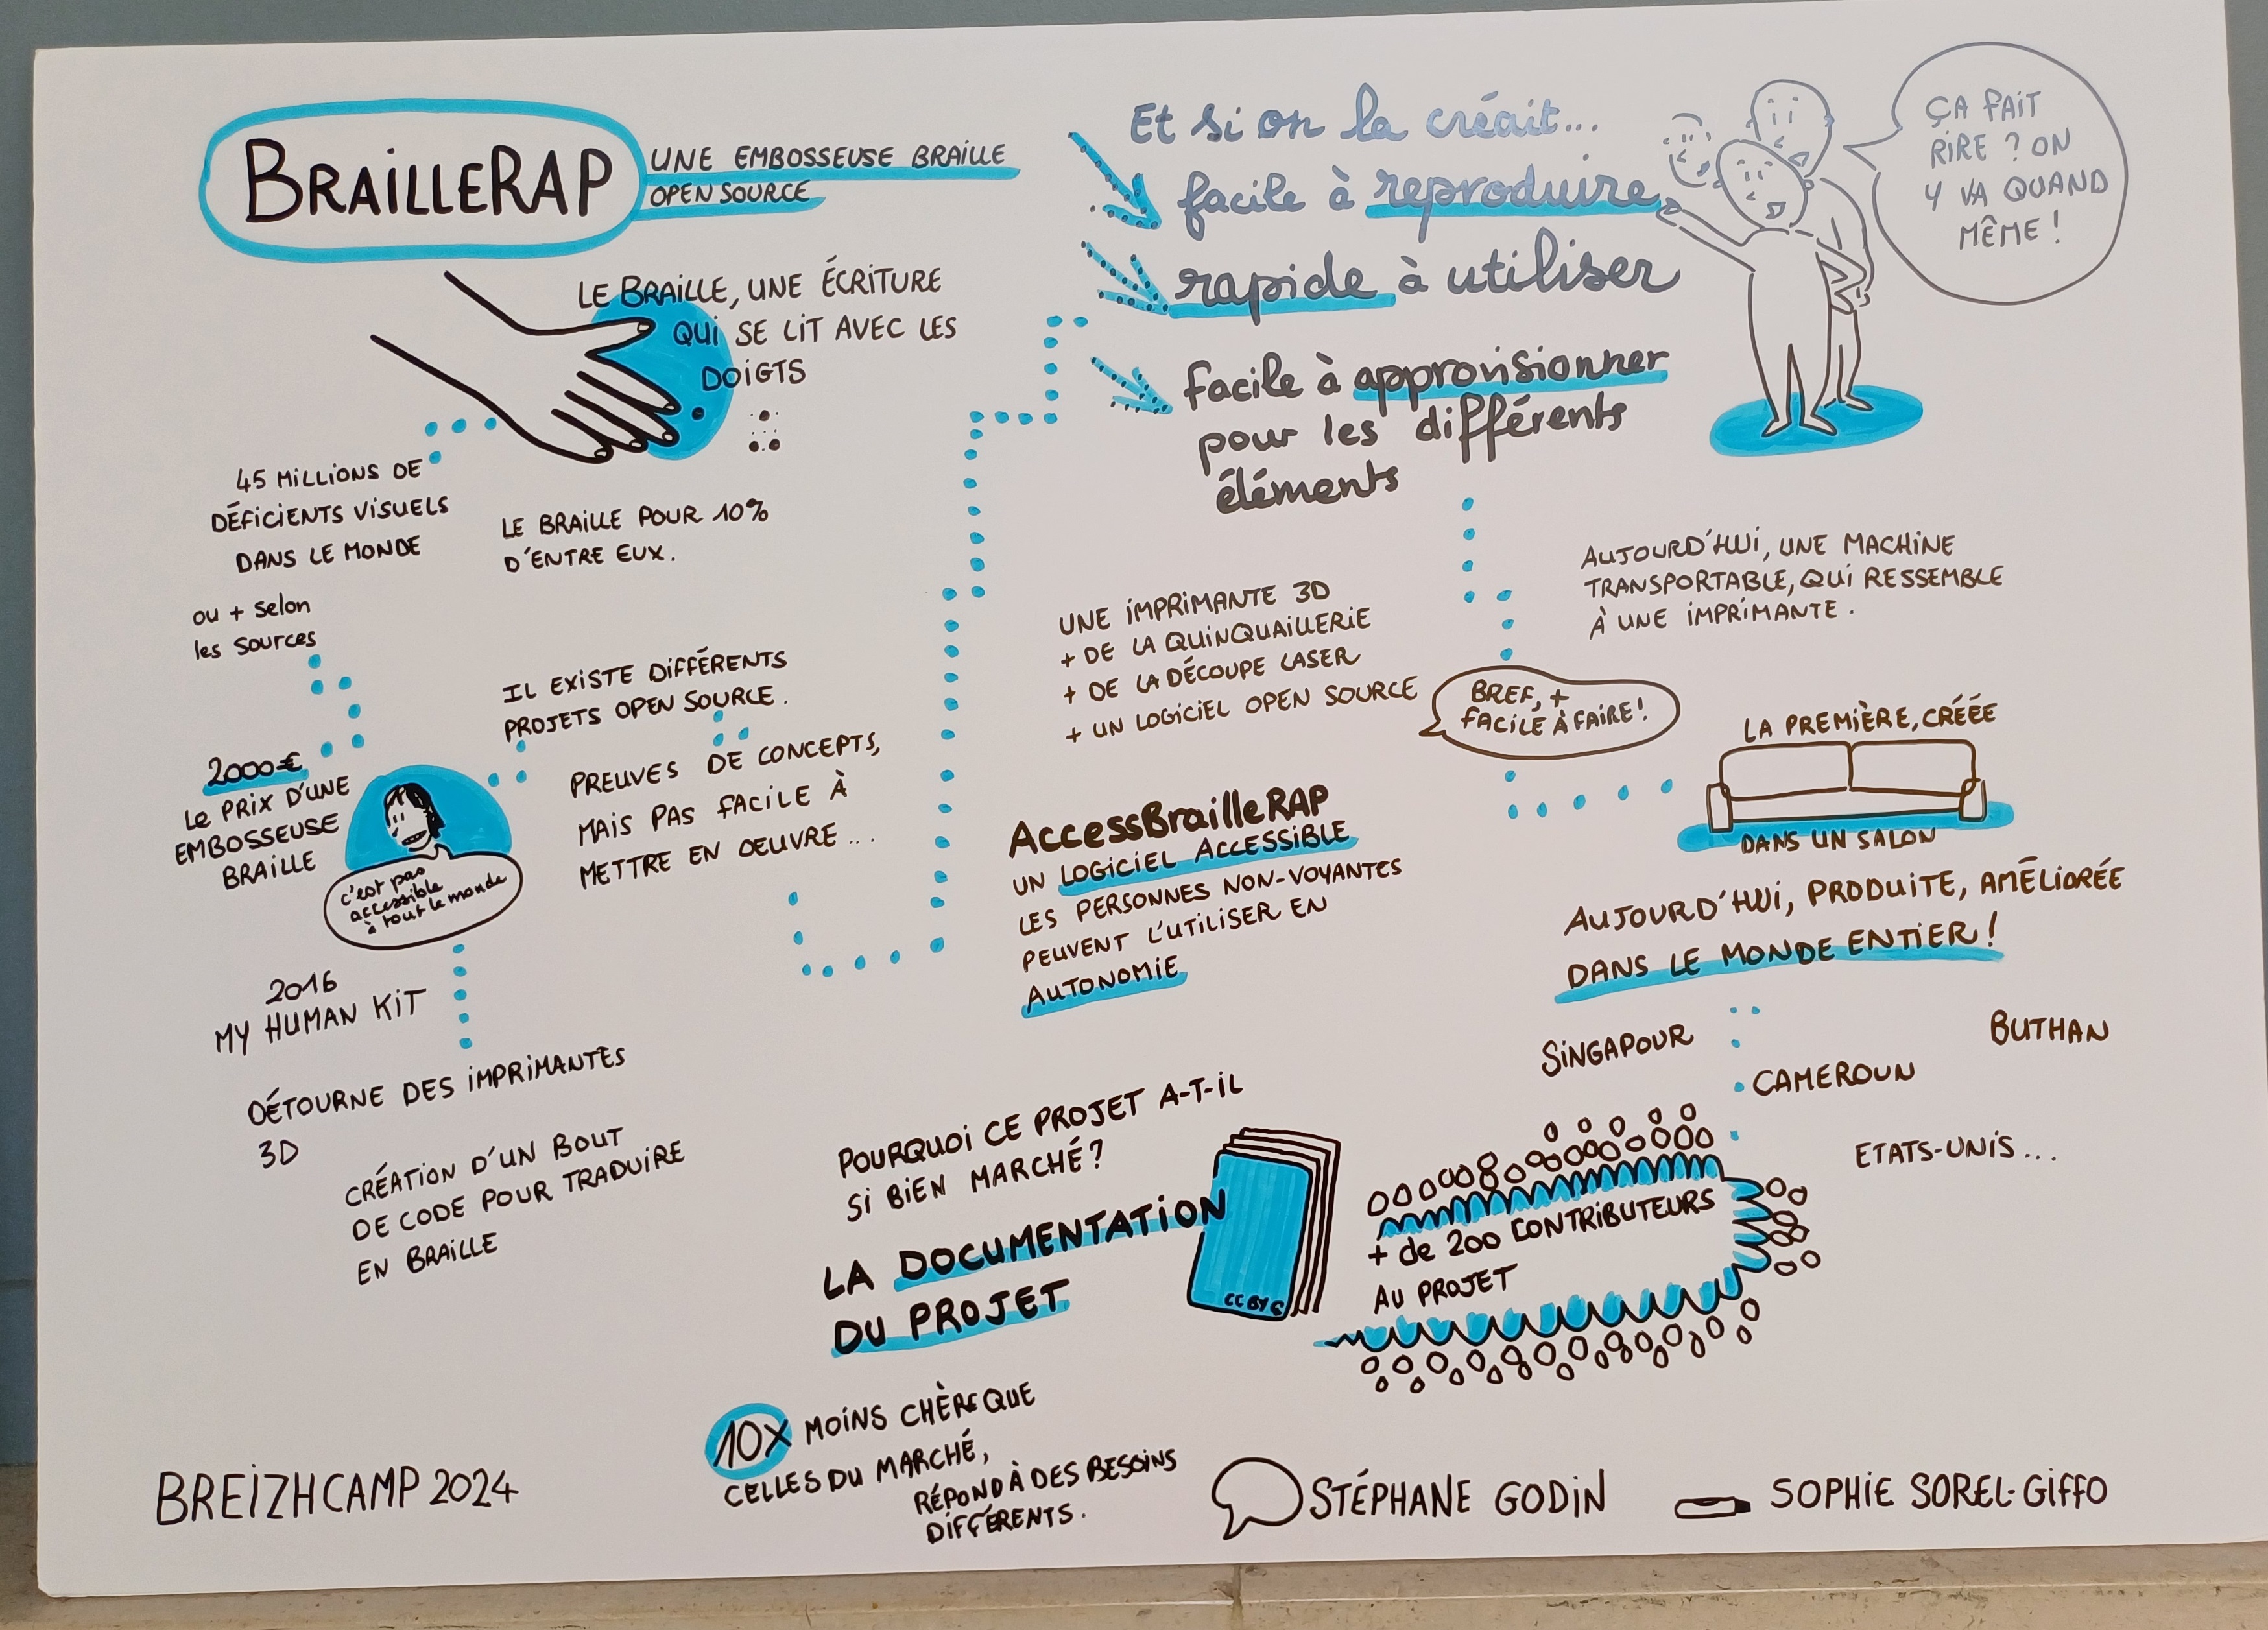 BRAILLERAP
UNE EMBOSSEUSE BRAILLE
OPEN SOURCE
LE BRAILLE, UNE ÉCRITURE
QUI SE LIT AVEC LES
DOIGTS
45 MILLIONS DE
DÉFICIENTS VISUELS
DANS LE MONDE
ou + selon
les sources
LE BRAILLE POUR 10%
D'ENTRE EUX.
2000€
LE PRIX D'UNE
EMBOSSEUSE
BRAILLE
c'est pas
accessible
à tout le monde
IL EXISTE DIFFÉRENTS
PROJETS OPEN SOURCE.
PREUVES DE CONCEPTS,
MAIS PAS FACILE À
METTRE EN OEUVRE...
2016
MY HUMAN KIT
DÉTOURNE DES IMPRIMANTES
3D
CRÉATION D'UN BOUT
DE CODE POUR TRADUIRE
EN BRAILLE
Et si on la créait...
facile à reproduire
rapide à utiliser
facile à approvisionner
pour les différents
éléments
ÇA FAIT
RIRE ? ON
Y VA QUAND
MÊME !
UNE IMPRIMANTE 3D
+ DE LA QUINQUAILLERIE
+ DE LA DÉCOUPE LASER
+ UN LOGICIEL OPEN SOURCE
BREF, +
FACILE À FAIRE !
AUJOURD'HUI, UNE MACHINE
TRANSPORTABLE, QUI RESSEMBLE
À UNE IMPRIMANTE.
LA PREMIÈRE, CRÉÉE
DANS UN SALON
AccessBrailleRAP
UN LOGICIEL ACCESSIBLE
LES PERSONNES NON-VOYANTES
PEUVENT L'UTILISER EN
AUTONOMIE
AUJOURD'HUI, PRODUITE, AMÉLIORÉE
DANS LE MONDE ENTIER !
SINGAPOUR
BUTHAN
CAMEROUN
ETATS-UNIS...
POURQUOI CE PROJET A-T-IL
SI BIEN MARCHÉ ?
LA DOCUMENTATION
DU PROJET
CC BY S
+ de 200 CONTRIBUTEURS
AU PROJET
10X MOINS CHÈRE QUE
CELLES DU MARCHÉ,
RÉPOND À DES BESOINS
DIFFÉRENTS.
BREIZHCAMP 2024
STÉPHANE GODIN
SOPHIE SOREL-GIFFO